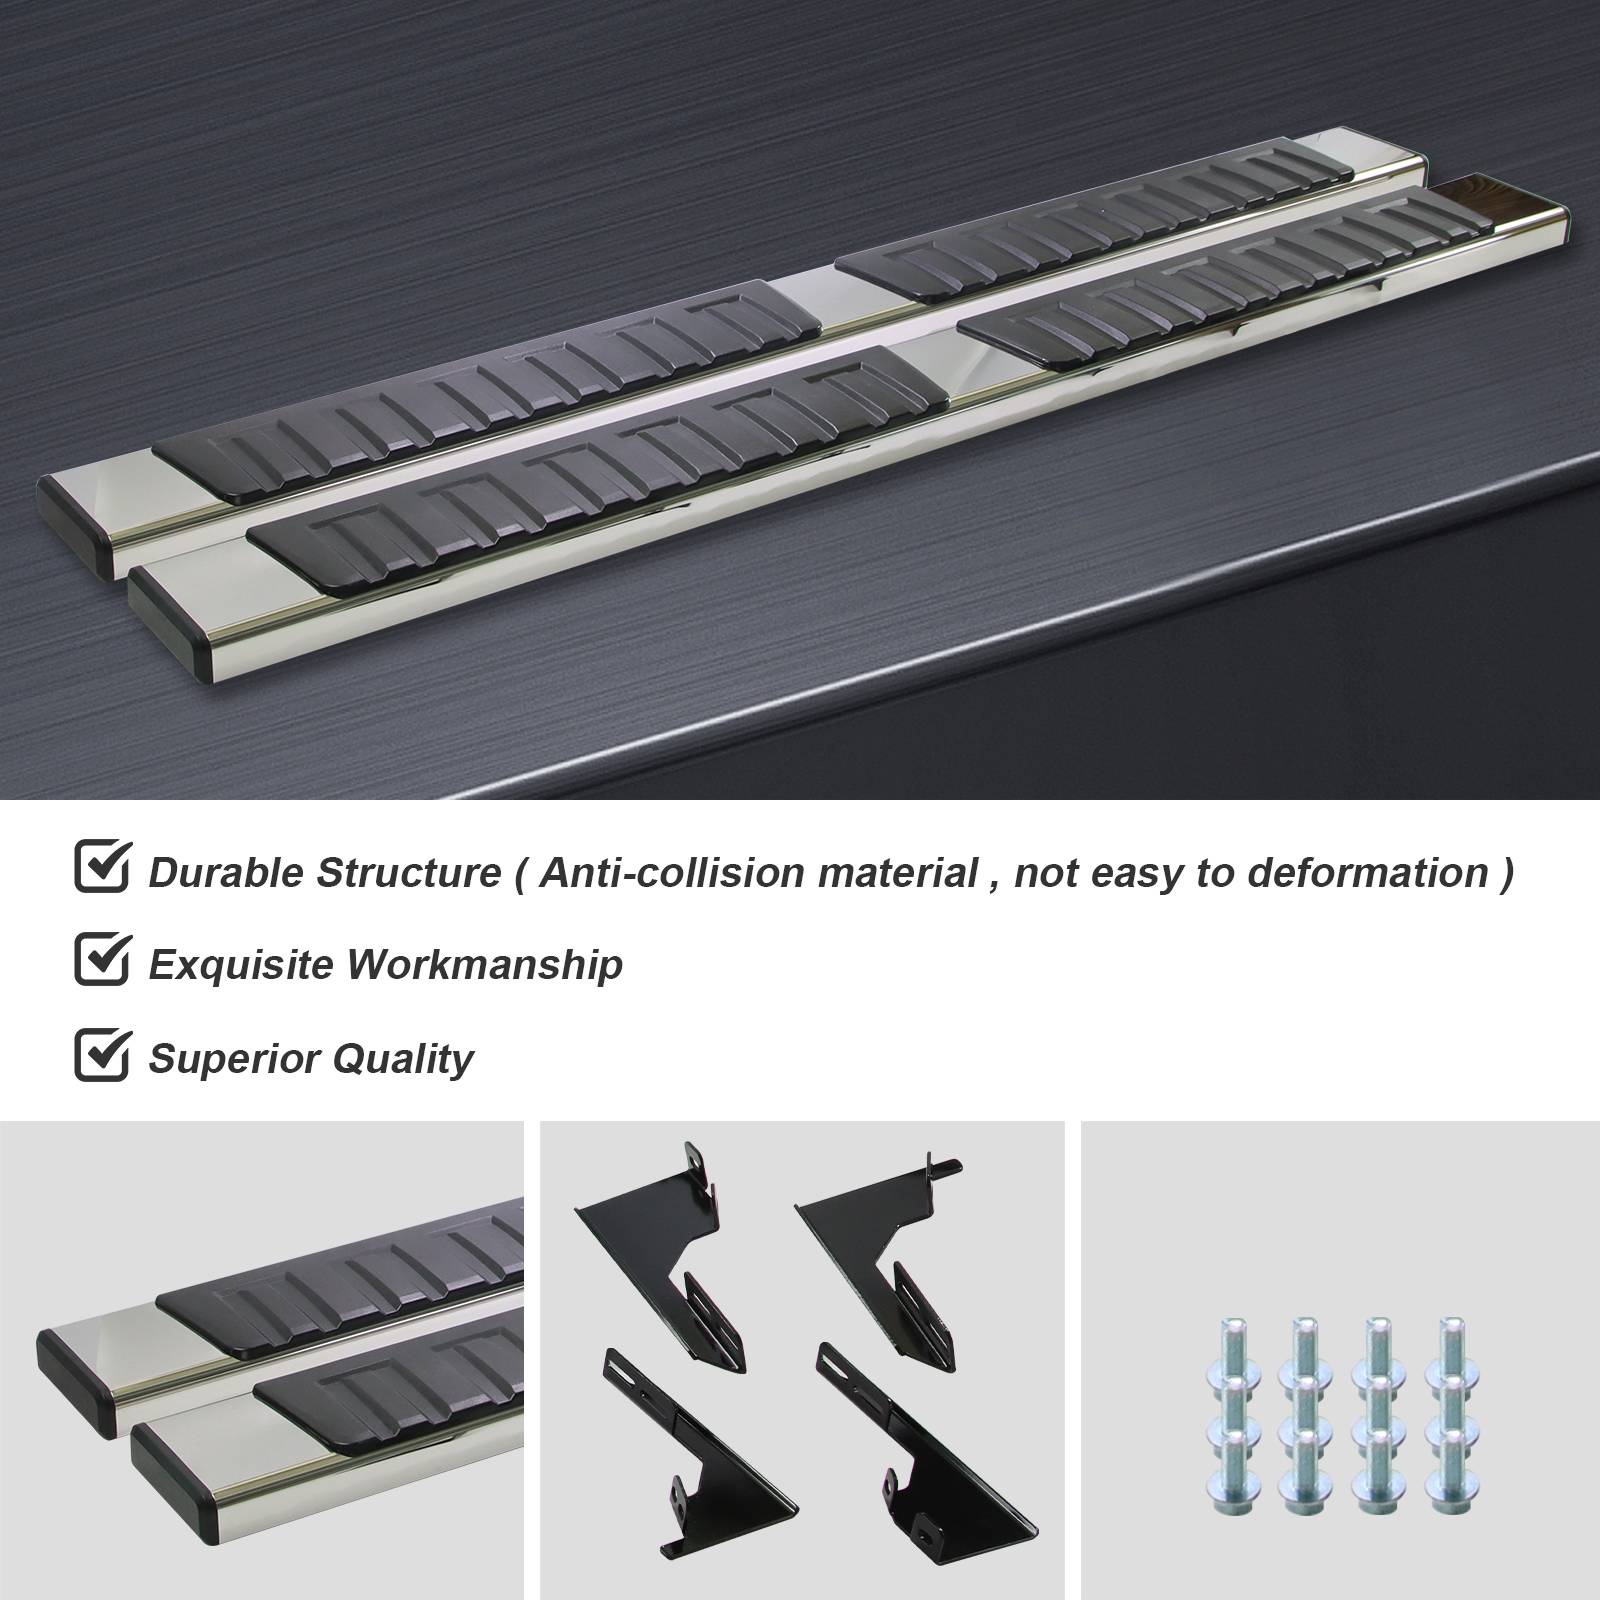 Durable Structure ( Anti-collision material , not easy to deformation )
Exquisite Workmanship
Superior Quality